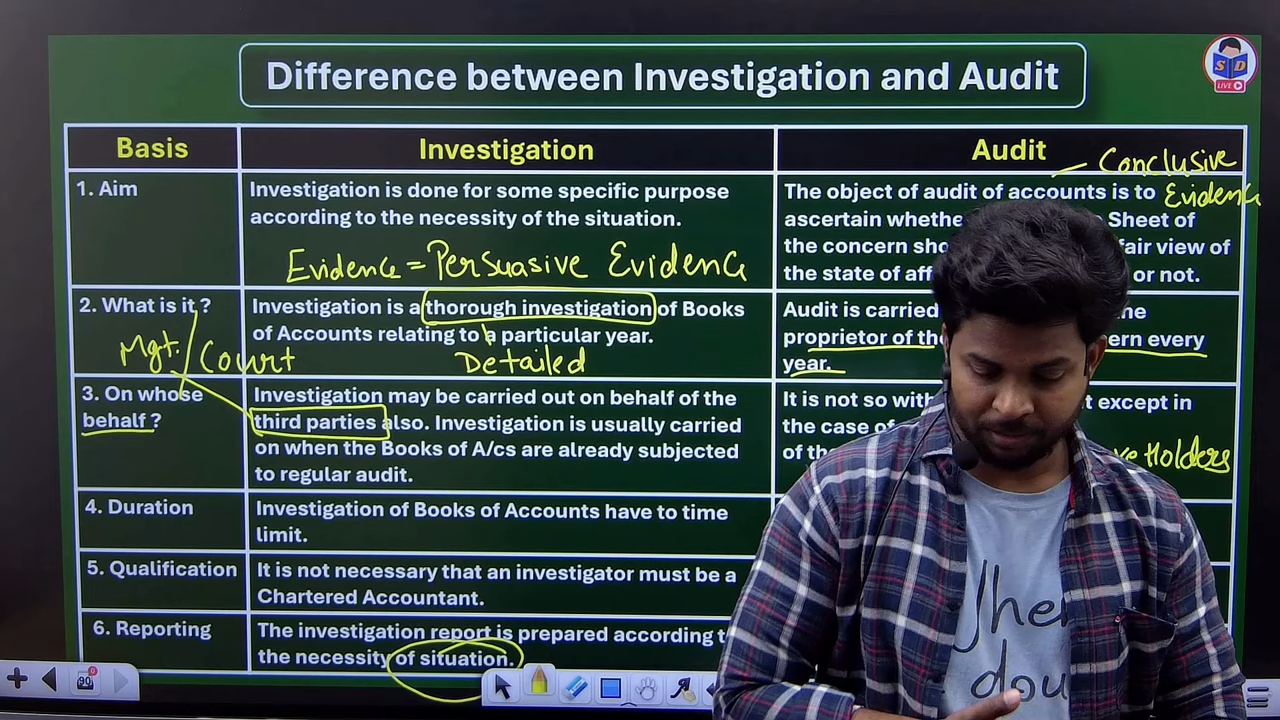 Difference between Investigation and Audit
S D
LIVE
Basis
Investigation
Audit
Conclusive
Evidence
1. Aim
Investigation is done for some specific purpose
according to the necessity of the situation.
Evidence = Persuasive Evidence
The object of audit of accounts is to
ascertain Sheet of
the concern fair view of
the state of or not.
2. What is it ?
Mgt. / Court
Investigation is a thorough investigation of Books
of Accounts relating to a particular year.
Detailed
Audit is carried
proprietor of every
year.
3. On whose
behalf ?
Investigation may be carried out on behalf of the
third parties also. Investigation is usually carried
on when the Books of A/cs are already subjected
to regular audit.
It is not so except in
the case of
of
Holders
4. Duration
Investigation of Books of Accounts have to time
limit.
5. Qualification
It is not necessary that an investigator must be a
Chartered Accountant.
6. Reporting
The investigation report is prepared according
the necessity of situation.
90